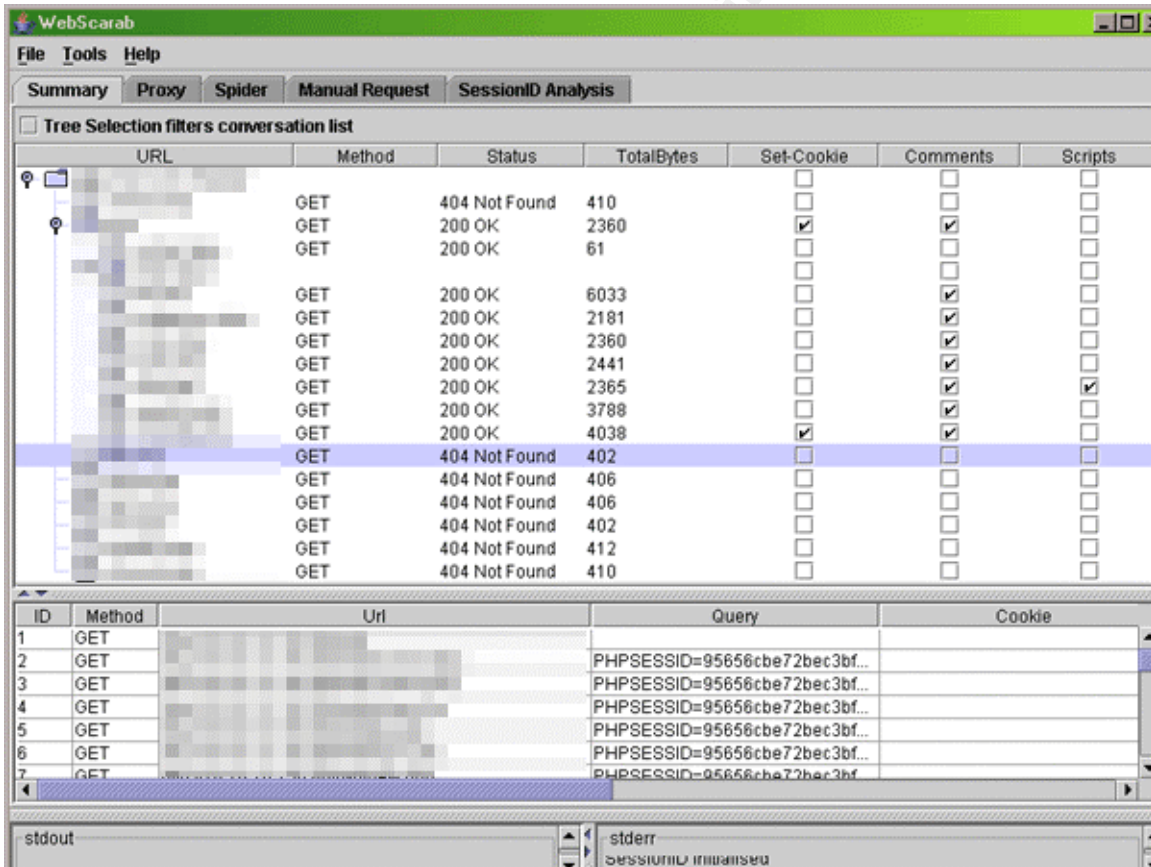 WebScarab
File Tools Help
Summary Proxy Spider Manual Request SessionID Analysis
Tree Selection filters conversation list
URL Method Status TotalBytes Set-Cookie Comments Scripts
GET 404 Not Found 410
GET 200 OK 2360
GET 200 OK 61
GET 200 OK 6033
GET 200 OK 2181
GET 200 OK 2360
GET 200 OK 2441
GET 200 OK 2365
GET 200 OK 3788
GET 200 OK 4038
GET 404 Not Found 402
GET 404 Not Found 406
GET 404 Not Found 406
GET 404 Not Found 402
GET 404 Not Found 412
GET 404 Not Found 410
ID Method Url Query Cookie
1 GET
2 GET PHPSESSID=95656cbe72bec3bf...
3 GET PHPSESSID=95656cbe72bec3bf...
4 GET PHPSESSID=95656cbe72bec3bf...
5 GET PHPSESSID=95656cbe72bec3bf...
6 GET PHPSESSID=95656cbe72bec3bf...
7 GET PHPSESSID=95656cbe72bec3bf...
stdout stderr
SessionID initialised